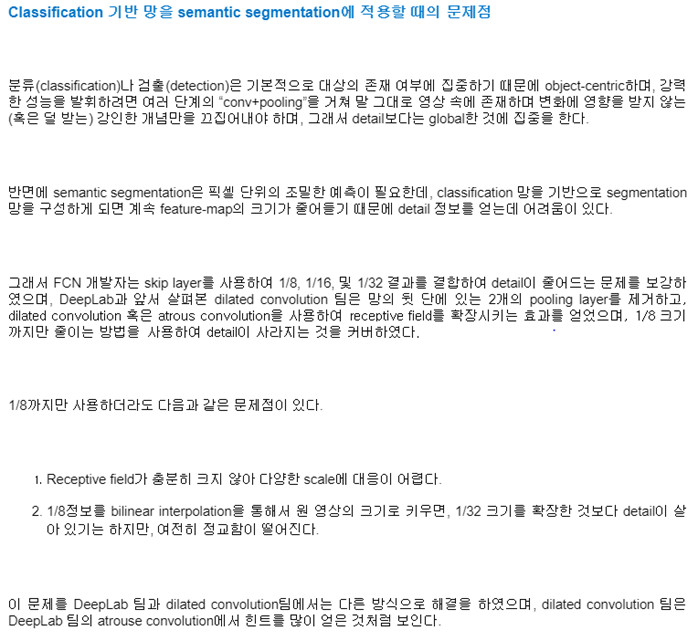 Classification 기반 망을 semantic segmentation에 적용할 때의 문제점
분류(classification)나 검출(detection)은 기본적으로 대상의 존재 여부에 집중하기 때문에 object-centric하며, 강력
한 성능을 발휘하려면 여러 단계의 “conv+pooling”을 거쳐 말 그대로 영상 속에 존재하며 변화에 영향을 받지 않는
(혹은 덜 받는) 강인한 개념만을 끄집어내야 하며, 그래서 detail보다는 global한 것에 집중을 한다.
반면에 semantic segmentation은 픽셀 단위의 조밀한 예측이 필요한데, classification 망을 기반으로 segmentation
망을 구성하게 되면 계속 feature-map의 크기가 줄어들기 때문에 detail 정보를 얻는데 어려움이 있다.
그래서 FCN 개발자는 skip layer를 사용하여 1/8, 1/16, 및 1/32 결과를 결합하여 detail이 줄어드는 문제를 보강하
였으며, DeepLab과 앞서 살펴본 dilated convolution 팀은 망의 뒷 단에 있는 2개의 pooling layer를 제거하고,
dilated convolution 혹은 atrous convolution을 사용하여 receptive field를 확장시키는 효과를 얻었으며, 1/8 크기
까지만 줄이는 방법을 사용하여 detail이 사라지는 것을 커버하였다.
1/8까지만 사용하더라도 다음과 같은 문제점이 있다.
1. Receptive field가 충분히 크지 않아 다양한 scale에 대응이 어렵다.
2. 1/8정보를 bilinear interpolation을 통해서 원 영상의 크기로 키우면, 1/32 크기를 확장한 것보다 detail이 살
아 있기는 하지만, 여전히 정교함이 떨어진다.
이 문제를 DeepLab 팀과 dilated convolution팀에서는 다른 방식으로 해결을 하였으며, dilated convolution 팀은
DeepLab 팀의 atrouse convolution에서 힌트를 많이 얻은 것처럼 보인다.